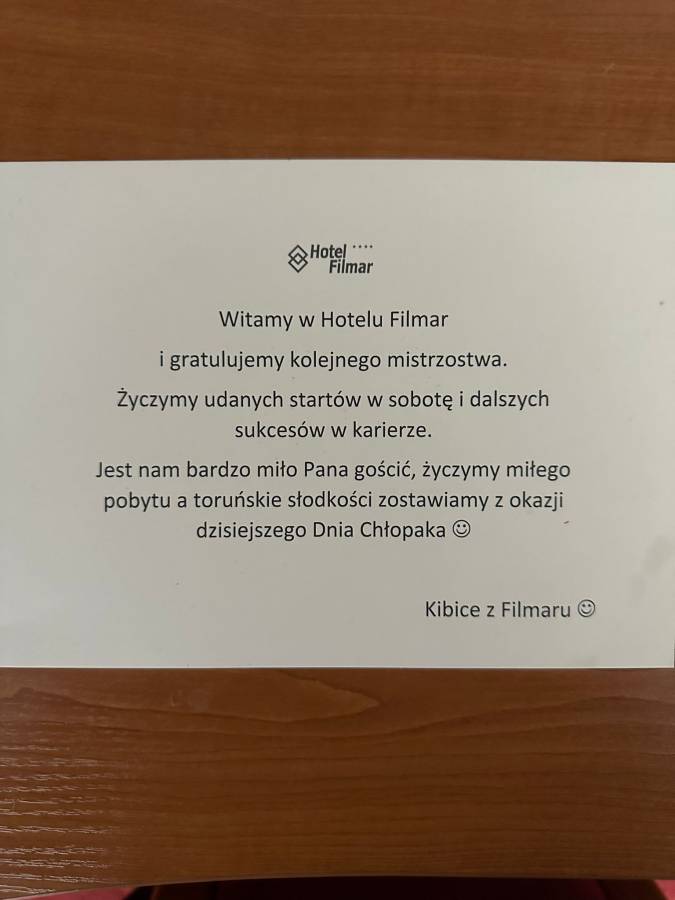 Hotel ****
Filmar
Witamy w Hotelu Filmar
i gratulujemy kolejnego mistrzostwa.
Życzymy udanych startów w sobotę i dalszych
sukcesów w karierze.
Jest nam bardzo miło Pana gościć, życzymy miłego
pobytu a toruńskie słodkości zostawiamy z okazji
dzisiejszego Dnia Chłopaka ☺
Kibice z Filmaru ☺